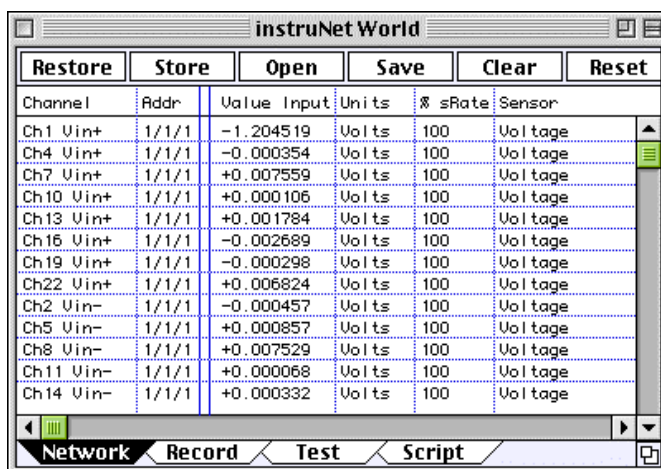 instruNet World
Restore Store Open Save Clear Reset
Channel Addr Value Input Units % sRate Sensor
Ch1 Vin+ 1/1/1 -1.204519 Volts 100 Voltage
Ch4 Vin+ 1/1/1 -0.000354 Volts 100 Voltage
Ch7 Vin+ 1/1/1 +0.007559 Volts 100 Voltage
Ch10 Vin+ 1/1/1 +0.000106 Volts 100 Voltage
Ch13 Vin+ 1/1/1 +0.001784 Volts 100 Voltage
Ch16 Vin+ 1/1/1 -0.002689 Volts 100 Voltage
Ch19 Vin+ 1/1/1 -0.000298 Volts 100 Voltage
Ch22 Vin+ 1/1/1 +0.006824 Volts 100 Voltage
Ch2 Vin- 1/1/1 -0.000457 Volts 100 Voltage
Ch5 Vin- 1/1/1 +0.000857 Volts 100 Voltage
Ch8 Vin- 1/1/1 +0.007529 Volts 100 Voltage
Ch11 Vin- 1/1/1 +0.000068 Volts 100 Voltage
Ch14 Vin- 1/1/1 +0.000332 Volts 100 Voltage
Network Record Test Script